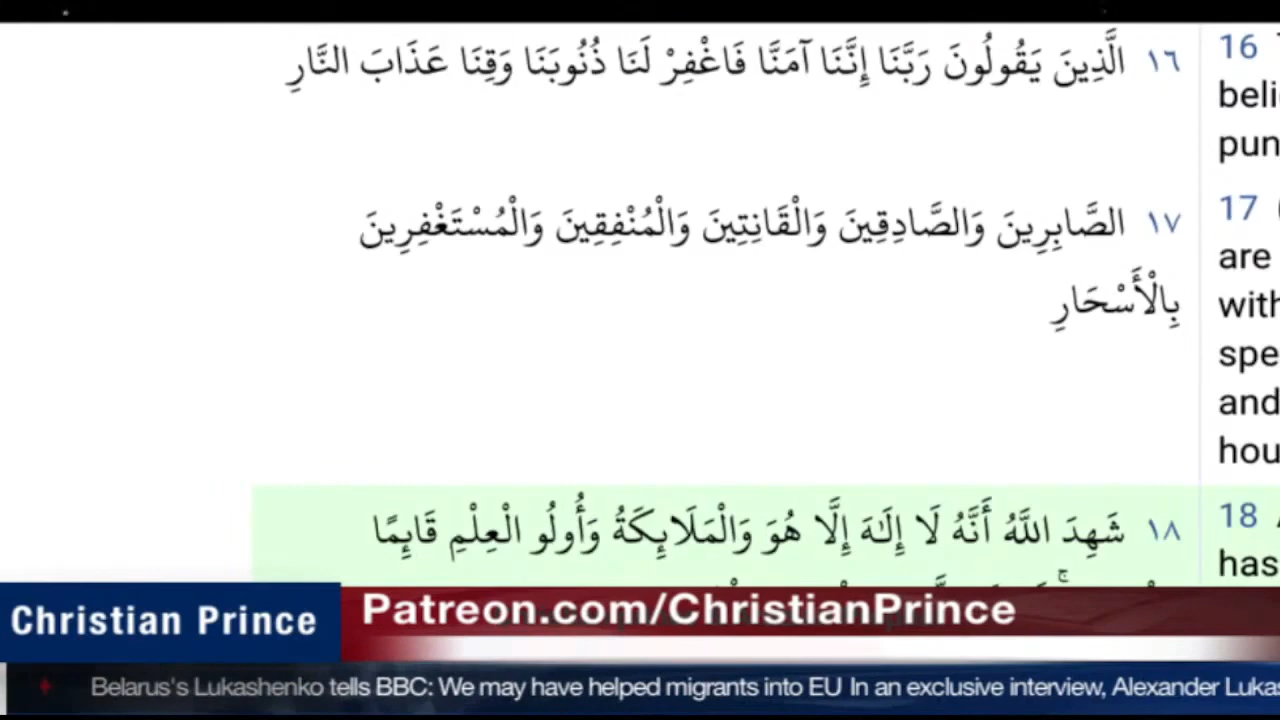 ١٦ الَّذِينَ يَقُولُونَ رَبَّنَا إِنَّنَا آمَنَّا فَاغْفِرْ لَنَا ذُنُوبَنَا وَقِنَا عَذَابَ النَّارِ
١٧ الصَّابِرِينَ وَالصَّادِقِينَ وَالْقَانِتِينَ وَالْمُنْفِقِينَ وَالْمُسْتَغْفِرِينَ
بِالْأَسْحَارِ
١٨ شَهِدَ اللَّهُ أَنَّهُ لَا إِلَٰهَ إِلَّا هُوَ وَالْمَلَائِكَةُ وَأُولُو الْعِلْمِ قَائِمًا
16
beli
pun
17
are
with
spe
and
hou
18
has
Christian Prince
Patreon.com/ChristianPrince
Belarus's Lukashenko tells BBC: We may have helped migrants into EU In an exclusive interview, Alexander Lukas